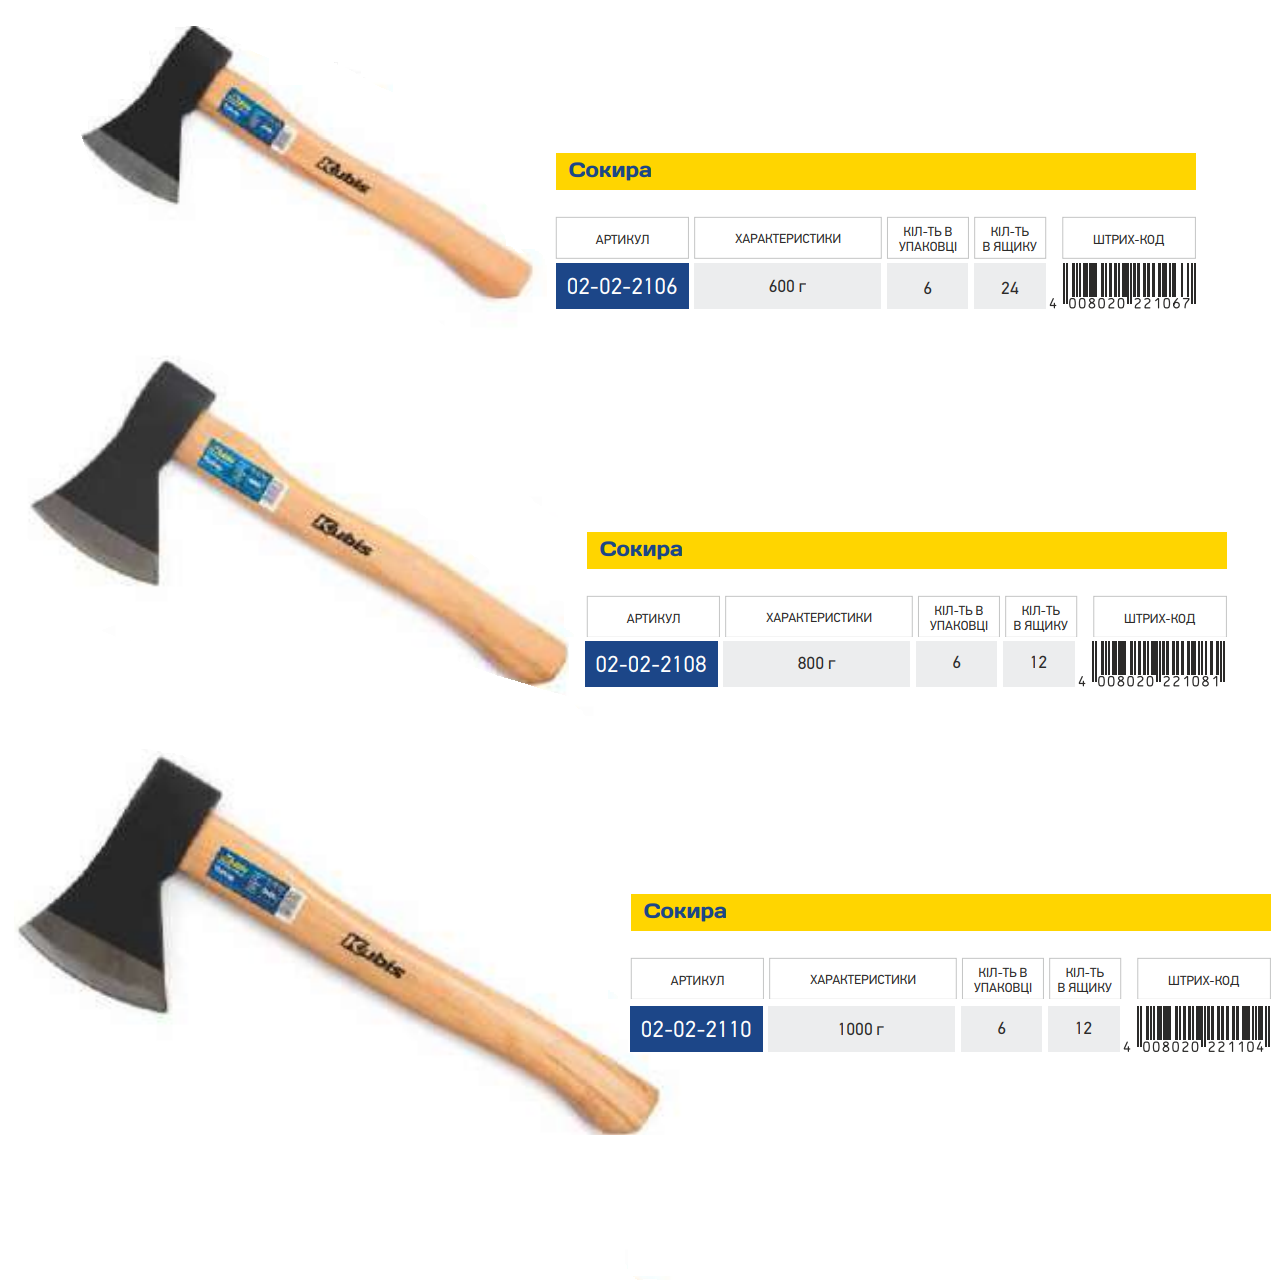 Kubis
Сокира
АРТИКУЛ
ХАРАКТЕРИСТИКИ
КІЛ-ТЬ В
УПАКОВЦІ
КІЛ-ТЬ
В ЯЩИКУ
ШТРИХ-КОД
02-02-2106
600 г
6
24
4 008020 221067
Kubis
Сокира
АРТИКУЛ
ХАРАКТЕРИСТИКИ
КІЛ-ТЬ В
УПАКОВЦІ
КІЛ-ТЬ
В ЯЩИКУ
ШТРИХ-КОД
02-02-2108
800 г
6
12
4 008020 221081
Kubis
Сокира
АРТИКУЛ
ХАРАКТЕРИСТИКИ
КІЛ-ТЬ В
УПАКОВЦІ
КІЛ-ТЬ
В ЯЩИКУ
ШТРИХ-КОД
02-02-2110
1000 г
6
12
4 008020 221104